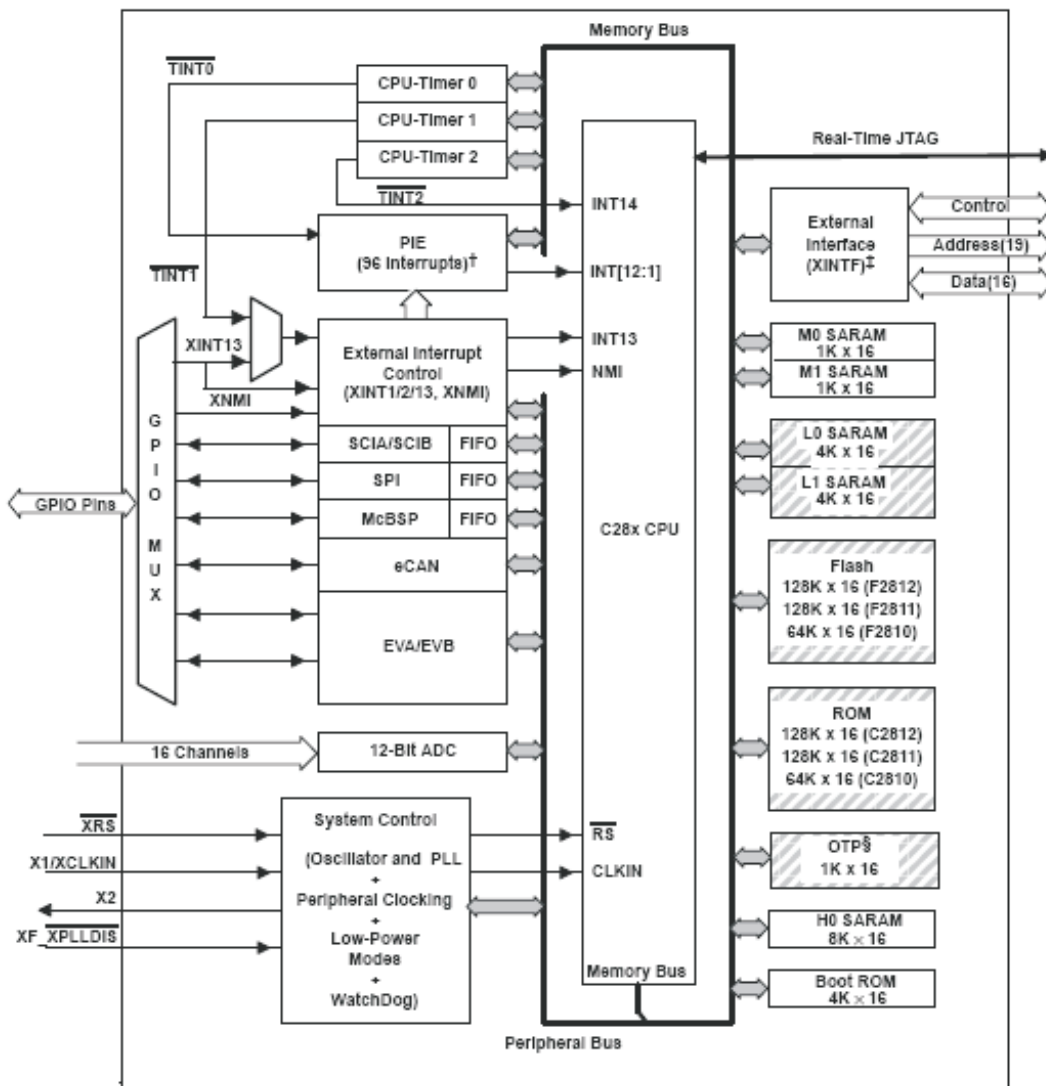 Memory Bus
TINT0
CPU-Timer 0
CPU-Timer 1
CPU-Timer 2
Real-Time JTAG
TINT2
INT14
PIE
(96 Interrupts)†
INT[12:1]
External
Interface
(XINTF)‡
Control
Address(19)
Data(16)
TINT1
XINT13
XNMI
External Interrupt
Control
(XINT1/2/13, XNMI)
INT13
NMI
M0 SARAM
1K x 16
M1 SARAM
1K x 16
GPIO MUX
GPIO Pins
SCIA/SCIB
FIFO
SPI
FIFO
McBSP
FIFO
eCAN
EVA/EVB
C28x CPU
L0 SARAM
4K x 16
L1 SARAM
4K x 16
Flash
128K x 16 (F2812)
128K x 16 (F2811)
64K x 16 (F2810)
16 Channels
12-Bit ADC
ROM
128K x 16 (C2812)
128K x 16 (C2811)
64K x 16 (C2810)
XRS
X1/XCLKIN
X2
XF_XPLLDIS
System Control
(Oscillator and PLL
+
Peripheral Clocking
+
Low-Power
Modes
+
WatchDog)
RS
CLKIN
OTP§
1K x 16
H0 SARAM
8K × 16
Boot ROM
4K × 16
Memory Bus
Peripheral Bus